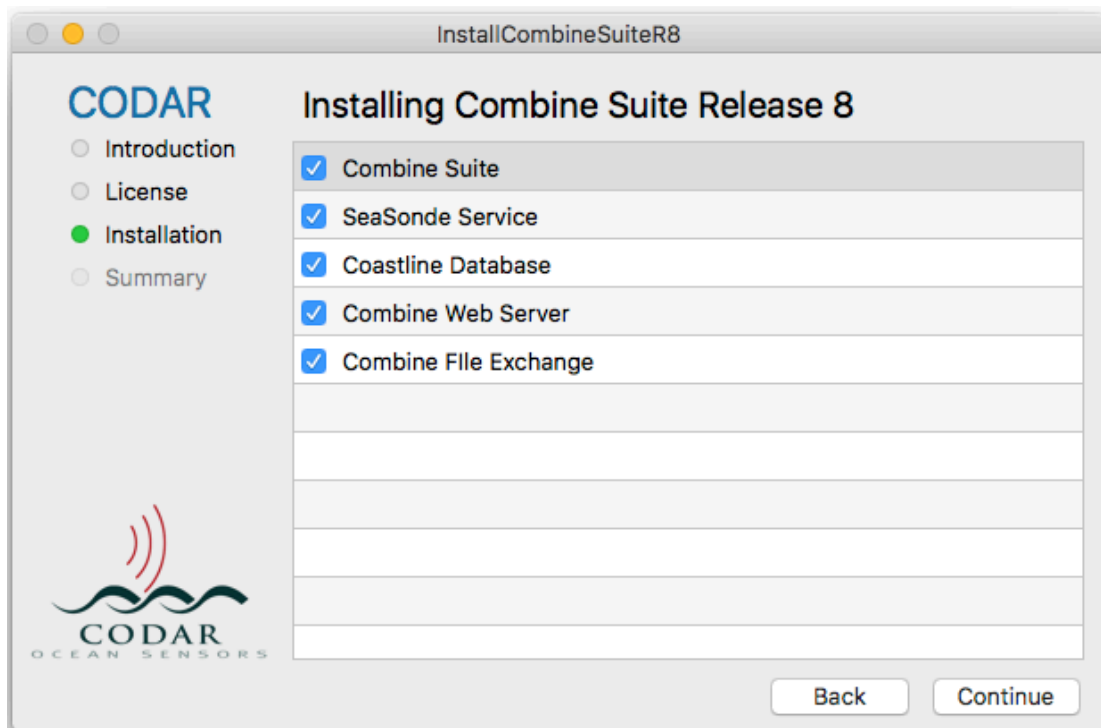 InstallCombineSuiteR8
CODAR
Introduction
License
Installation
Summary
Installing Combine Suite Release 8
Combine Suite
SeaSonde Service
Coastline Database
Combine Web Server
Combine FIle Exchange
CODAR
OCEAN SENSORS
Back
Continue